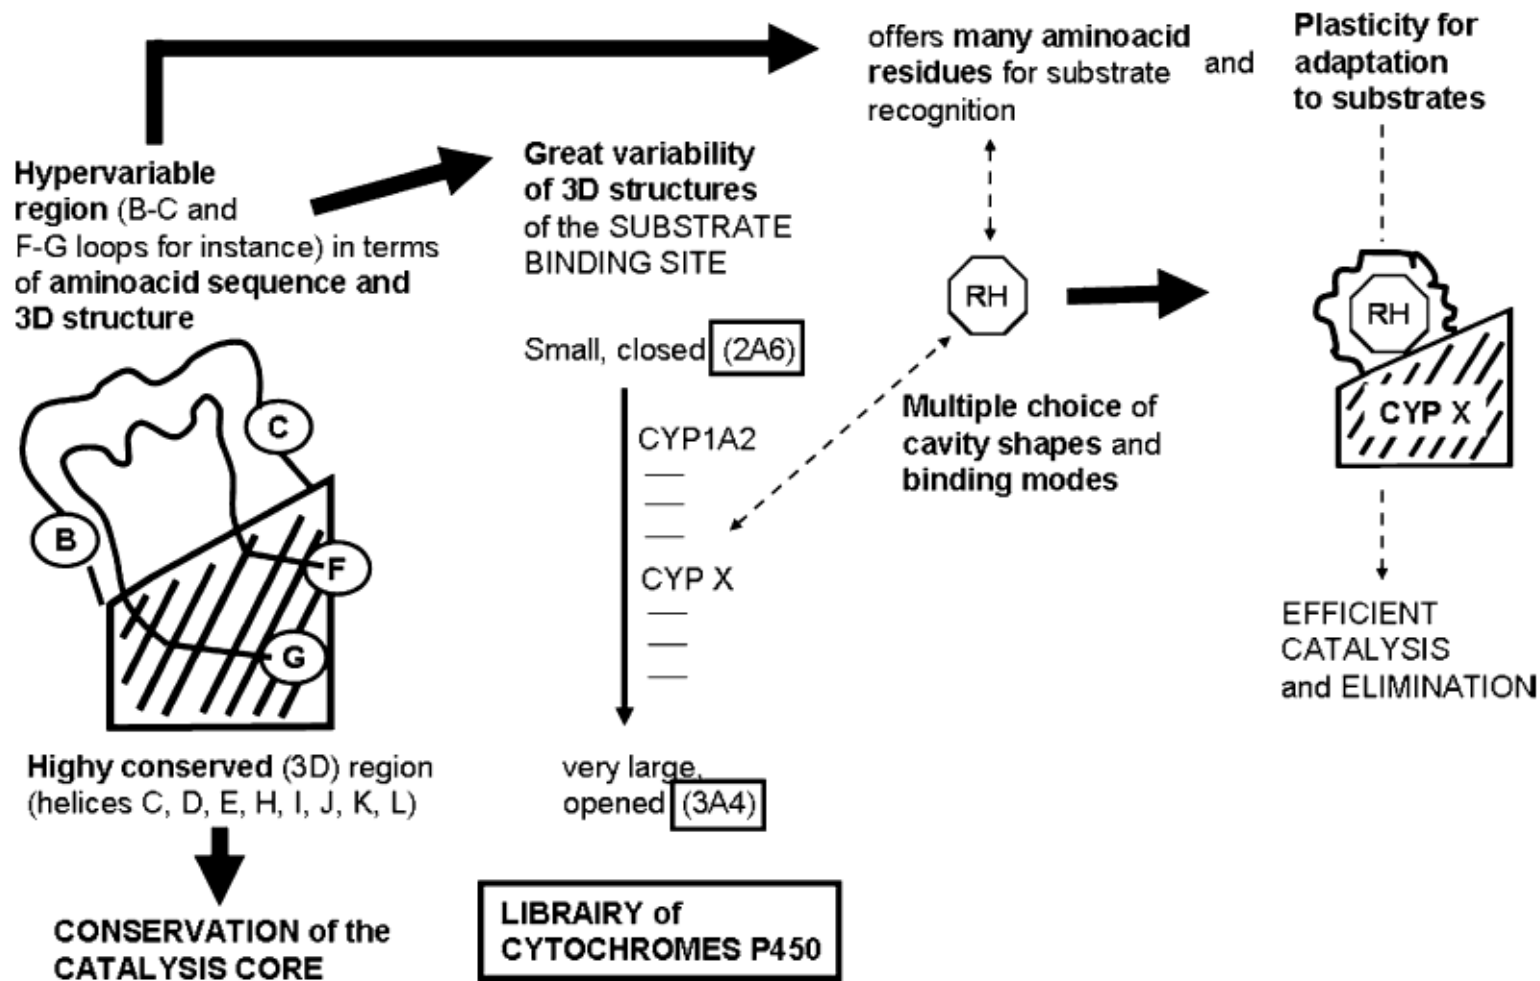 Hypervariable
region (B-C and
F-G loops for instance) in terms
of aminoacid sequence and
3D structure
C
B
F
G
Highy conserved (3D) region
(helices C, D, E, H, I, J, K, L)
CONSERVATION of the
CATALYSIS CORE
Great variability
of 3D structures
of the SUBSTRATE
BINDING SITE
Small, closed (2A6)
CYP1A2
CYP X
very large,
opened (3A4)
LIBRAIRY of
CYTOCHROMES P450
offers many aminoacid
residues for substrate
recognition
and
Plasticity for
adaptation
to substrates
RH
Multiple choice of
cavity shapes and
binding modes
RH
CYP X
EFFICIENT
CATALYSIS
and ELIMINATION